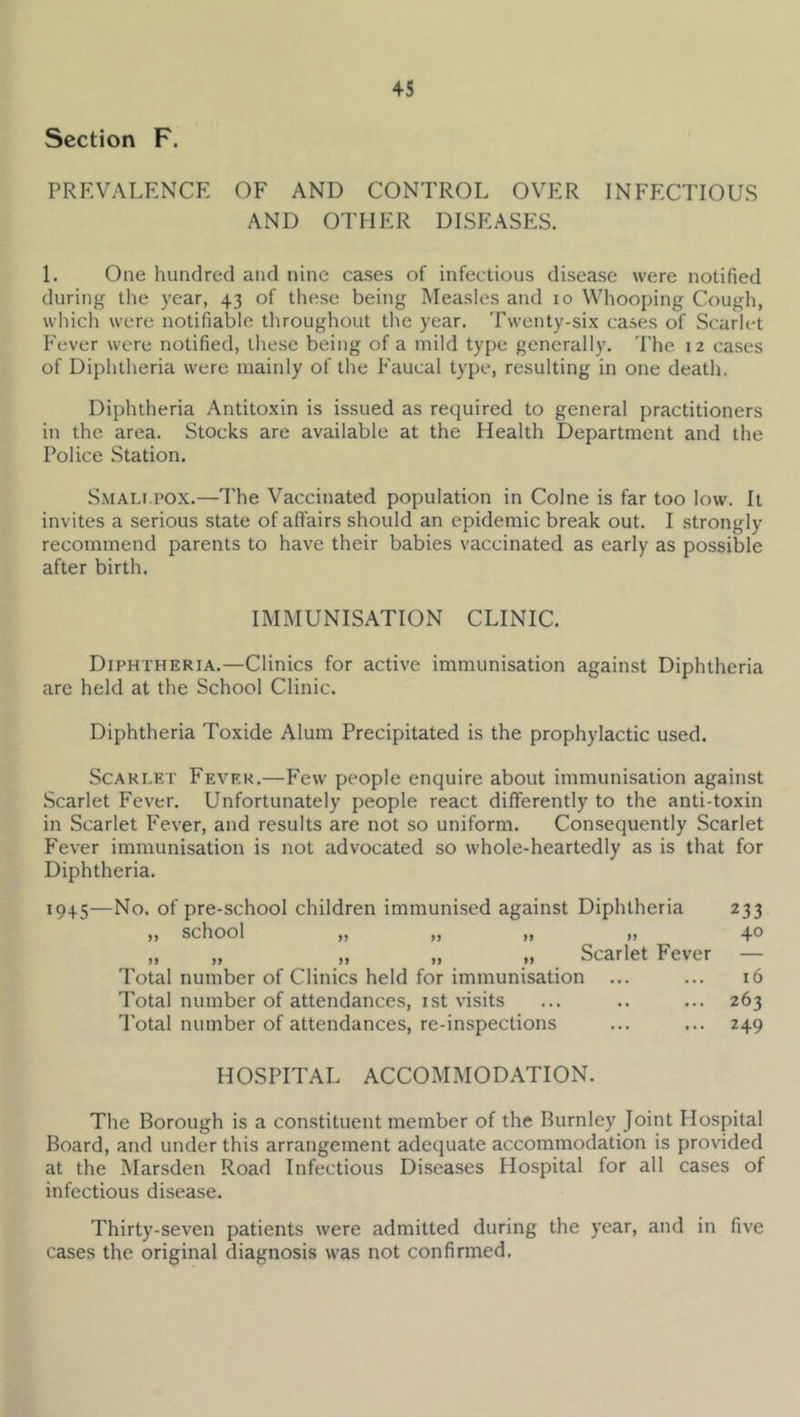 45
Section F.
PREVALENCE OF AND CONTROL OVER INFECTIOUS
AND OTHER DISEASES.
1. One hundred and nine cases of infectious disease were notified
during the year, 43 of these being Measles and 10 Whooping Cough,
which were notifiable throughout the year. Twenty-six cases of Scarlet
Fever were notified, these being of a mild type generally. The 12 cases
of Diphtheria were mainly of the Faucal type, resulting in one death.
Diphtheria Antitoxin is issued as required to general practitioners
in the area. Stocks are available at the Health Department and the
Police Station.
SMALLPOX.—The Vaccinated population in Colne is far too low. It
invites a serious state of affairs should an epidemic break out. I strongly
recommend parents to have their babies vaccinated as early as possible
after birth.
IMMUNISATION CLINIC.
DIPHTHERIA.—Clinics for active immunisation against Diphtheria
are held at the School Clinic.
Diphtheria Toxide Alum Precipitated is the prophylactic used.
SCARLET FEVER.—Few people enquire about immunisation against
Scarlet Fever. Unfortunately people react differently to the anti-toxin
in Scarlet Fever, and results are not so uniform. Consequently Scarlet
Fever immunisation is not advocated so whole-heartedly as is that for
Diphtheria.
1945—No. of pre-school children immunised against Diphtheria 233
„ school „ „ „ „ 40
„ „ „ „ „ Scarlet Fever —
Total number of Clinics held for immunisation ... ... 16
Total number of attendances, 1st visits ... .. ... 263
Total number of attendances, re-inspections ... ... 249
HOSPITAL ACCOMMODATION.
The Borough is a constituent member of the Burnley Joint Hospital
Board, and under this arrangement adequate accommodation is provided
at the Marsden Road Infectious Diseases Hospital for all cases of
infectious disease.
Thirty-seven patients were admitted during the year, and in five
cases the original diagnosis was not confirmed.